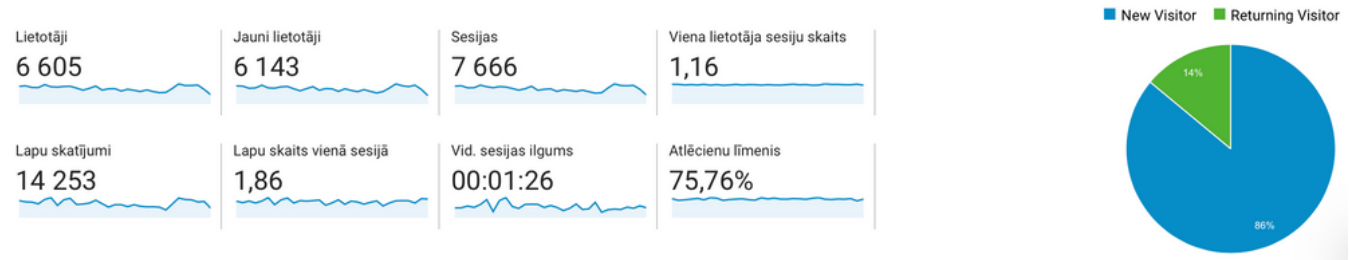 Lietotāji
6 605
Jauni lietotāji
6 143
Sesijas
7 666
Viena lietotāja sesiju skaits
1,16
Lapu skatījumi
14 253
Lapu skaits vienā sesijā
1,86
Vid. sesijas ilgums
00:01:26
Atlēcienu līmenis
75,76%
New Visitor
Returning Visitor
14%
86%